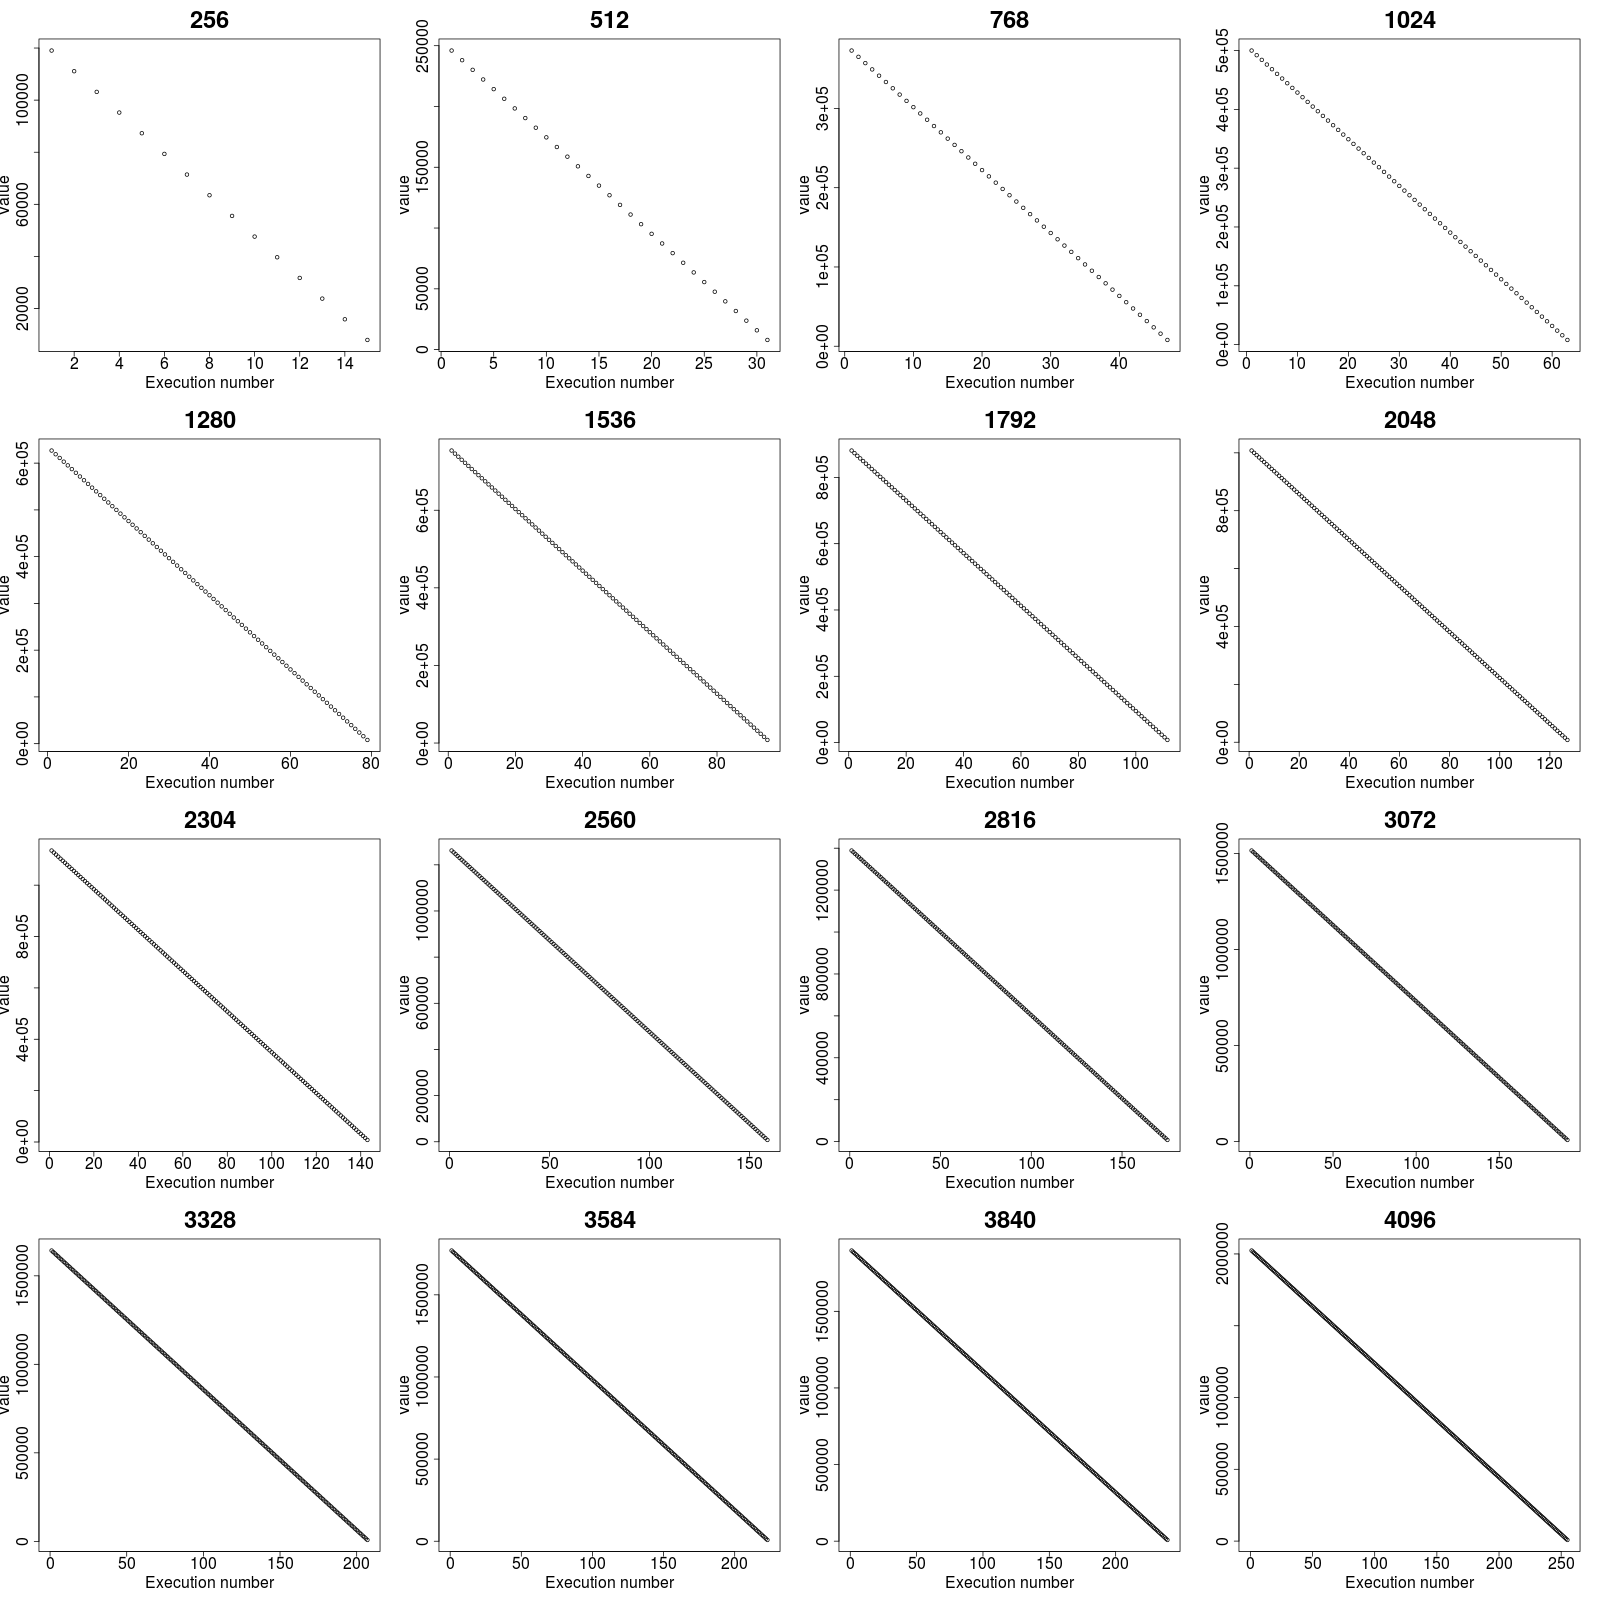 256
value
20000 60000 100000
2 4 6 8 10 12 14
Execution number
512
value
0 50000 150000 250000
0 5 10 15 20 25 30
Execution number
768
value
0e+00 1e+05 2e+05 3e+05
0 10 20 30 40
Execution number
1024
value
0e+00 1e+05 2e+05 3e+05 4e+05 5e+05
0 10 20 30 40 50 60
Execution number
1280
value
0e+00 2e+05 4e+05 6e+05
0 20 40 60 80
Execution number
1536
value
0e+00 2e+05 4e+05 6e+05
0 20 40 60 80
Execution number
1792
value
0e+00 2e+05 4e+05 6e+05 8e+05
0 20 40 60 80 100
Execution number
2048
value
0e+00 4e+05 8e+05
0 20 40 60 80 100 120
Execution number
2304
value
0e+00 4e+05 8e+05
0 20 40 60 80 100 120 140
Execution number
2560
value
0 200000 600000 1000000
0 50 100 150
Execution number
2816
value
0 400000 800000 1200000
0 50 100 150
Execution number
3072
value
0 500000 1000000 1500000
0 50 100 150
Execution number
3328
value
0 500000 1000000 1500000
0 50 100 150 200
Execution number
3584
value
0 500000 1000000 1500000
0 50 100 150 200
Execution number
3840
value
0 500000 1000000 1500000
0 50 100 150 200
Execution number
4096
value
0 500000 1000000 2000000
0 50 100 150 200 250
Execution number